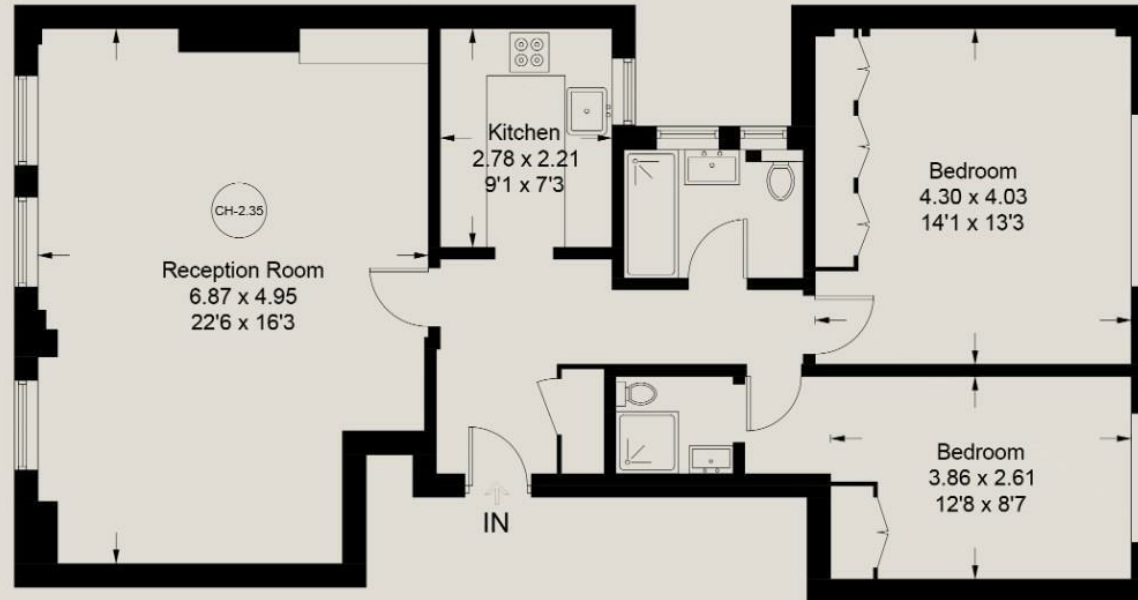 Kitchen
2.78 x 2.21
9'1 x 7'3
Bedroom
4.30 x 4.03
14'1 x 13'3
CH-2.35
Reception Room
6.87 x 4.95
22'6 x 16'3
Bedroom
3.86 x 2.61
12'8 x 8'7
IN